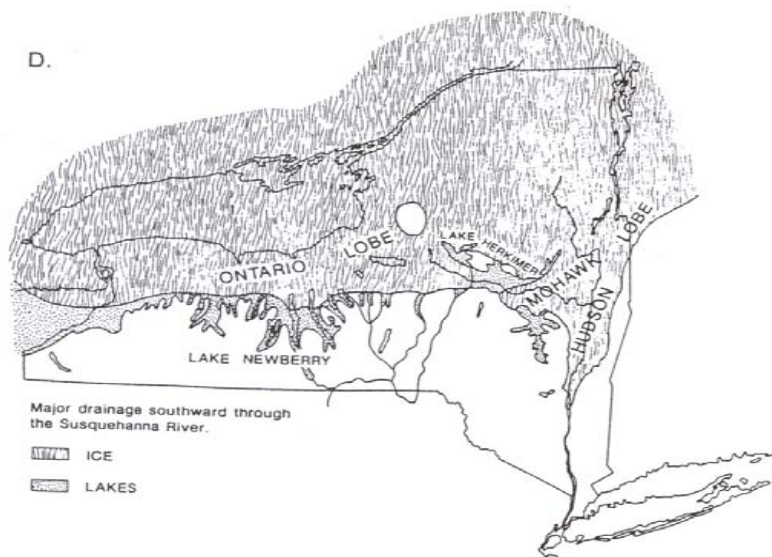 D.
LAKE HERKIMER
ONTARIO LOBE
MOHAWK
HUDSON LOBE
LAKE NEWBERRY
Major drainage southward through
the Susquehanna River.
ICE
LAKES